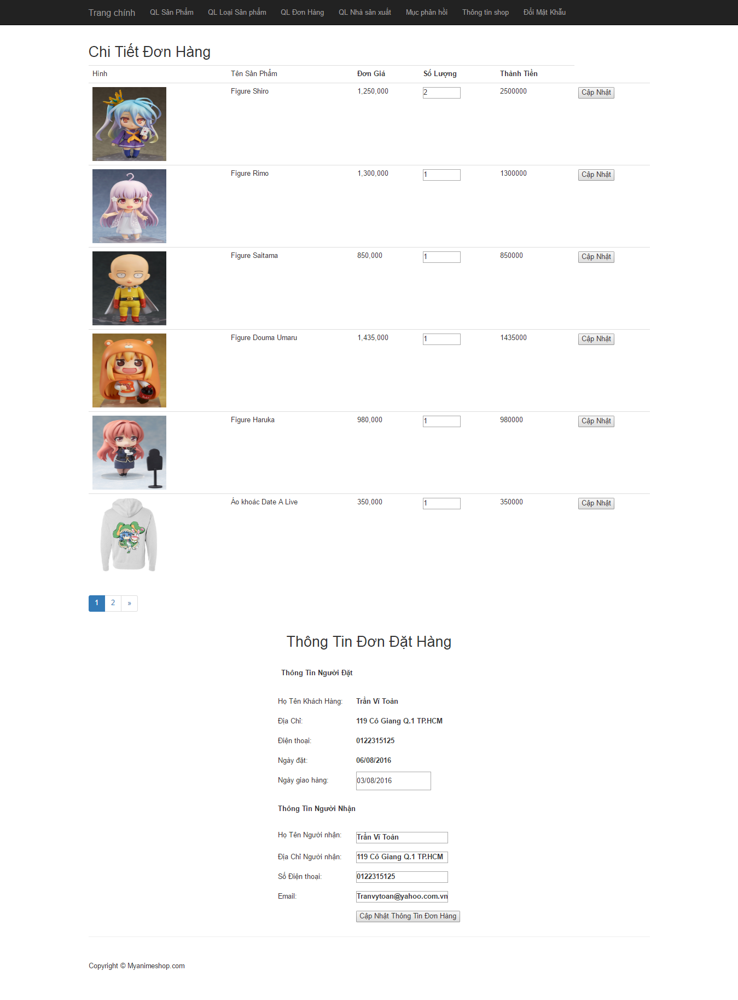 Trang chính QL Sản Phẩm QL Loại Sản phẩm QL Đơn Hàng QL Nhà sản xuất Mục phản hồi Thông tin shop Đổi Mật Khẩu
Chi Tiết Đơn Hàng
Hình Tên Sản Phẩm Đơn Giá Số Lượng Thành Tiền
Figure Shiro 1,250,000 2 2500000 Cập Nhật
Figure Rimo 1,300,000 1 1300000 Cập Nhật
Figure Saitama 850,000 1 850000 Cập Nhật
Figure Douma Umaru 1,435,000 1 1435000 Cập Nhật
Figure Haruka 980,000 1 980000 Cập Nhật
Áo khoác Date A Live 350,000 1 350000 Cập Nhật
1 2 »
Thông Tin Đơn Đặt Hàng
Thông Tin Người Đặt
Họ Tên Khách Hàng: Trần Vĩ Toàn
Địa Chỉ: 119 Cô Giang Q.1 TP.HCM
Điện thoại: 0122315125
Ngày đặt: 06/08/2016
Ngày giao hàng: 03/08/2016
Thông Tin Người Nhận
Họ Tên Người nhận: Trần Vĩ Toàn
Địa Chỉ Người nhận: 119 Cô Giang Q.1 TP.HCM
Số Điện thoại: 0122315125
Email: Tranvytoan@yahoo.com.vn
Cập Nhật Thông Tin Đơn Hàng
Copyright © Myanimeshop.com